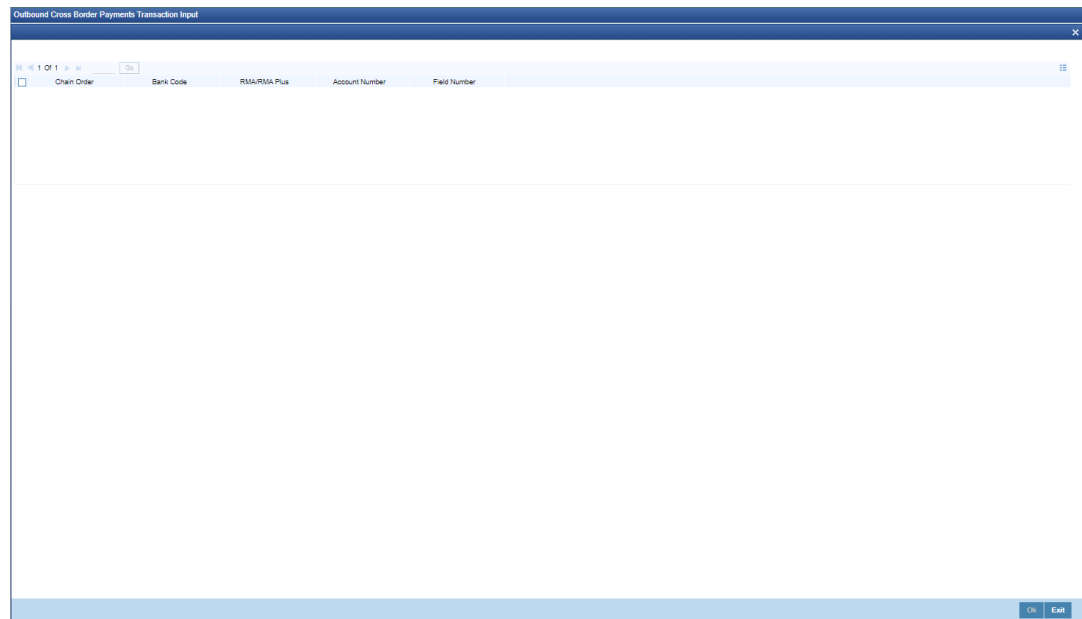 Outbound Cross Border Payments Transaction Input
1 Of 1 Go
Chain Order Bank Code RMA/RMA Plus Account Number Field Number
Ok Exit